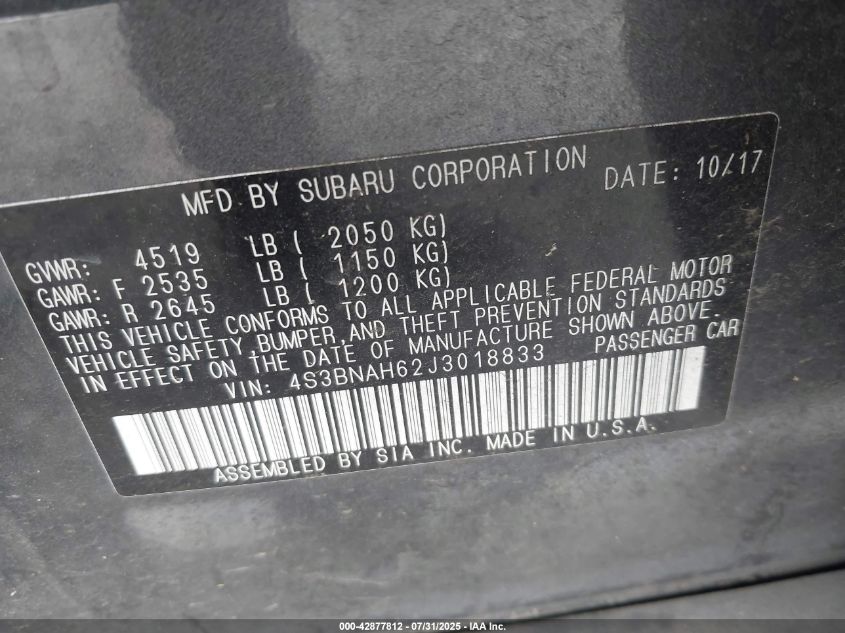 MFD BY SUBARU CORPORATION DATE: 10/17
GVWR: 4519 LB ( 2050 KG)
GAWR: F 2535 LB ( 1150 KG)
GAWR: R 2645 LB ( 1200 KG)
THIS VEHICLE CONFORMS TO ALL APPLICABLE FEDERAL MOTOR
VEHICLE SAFETY BUMPER, AND THEFT PREVENTION STANDARDS
IN EFFECT ON THE DATE OF MANUFACTURE SHOWN ABOVE.
VIN: 4S3BNAH62J3018833 PASSENGER CAR
ASSEMBLED BY SIA INC. MADE IN U.S.A.
000-42877812 - 07/31/2025 - IAA Inc.